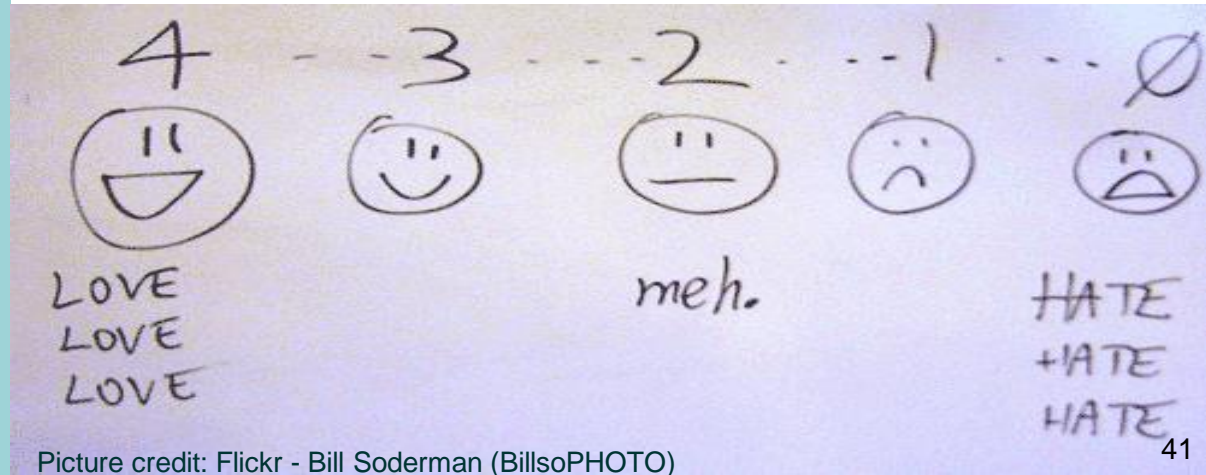 4 - - 3 - - - 2 - - - 1 - - - Ø
LOVE
LOVE
LOVE
meh.
HATE
HATE
HATE
Picture credit: Flickr - Bill Soderman (BillsoPHOTO)
41